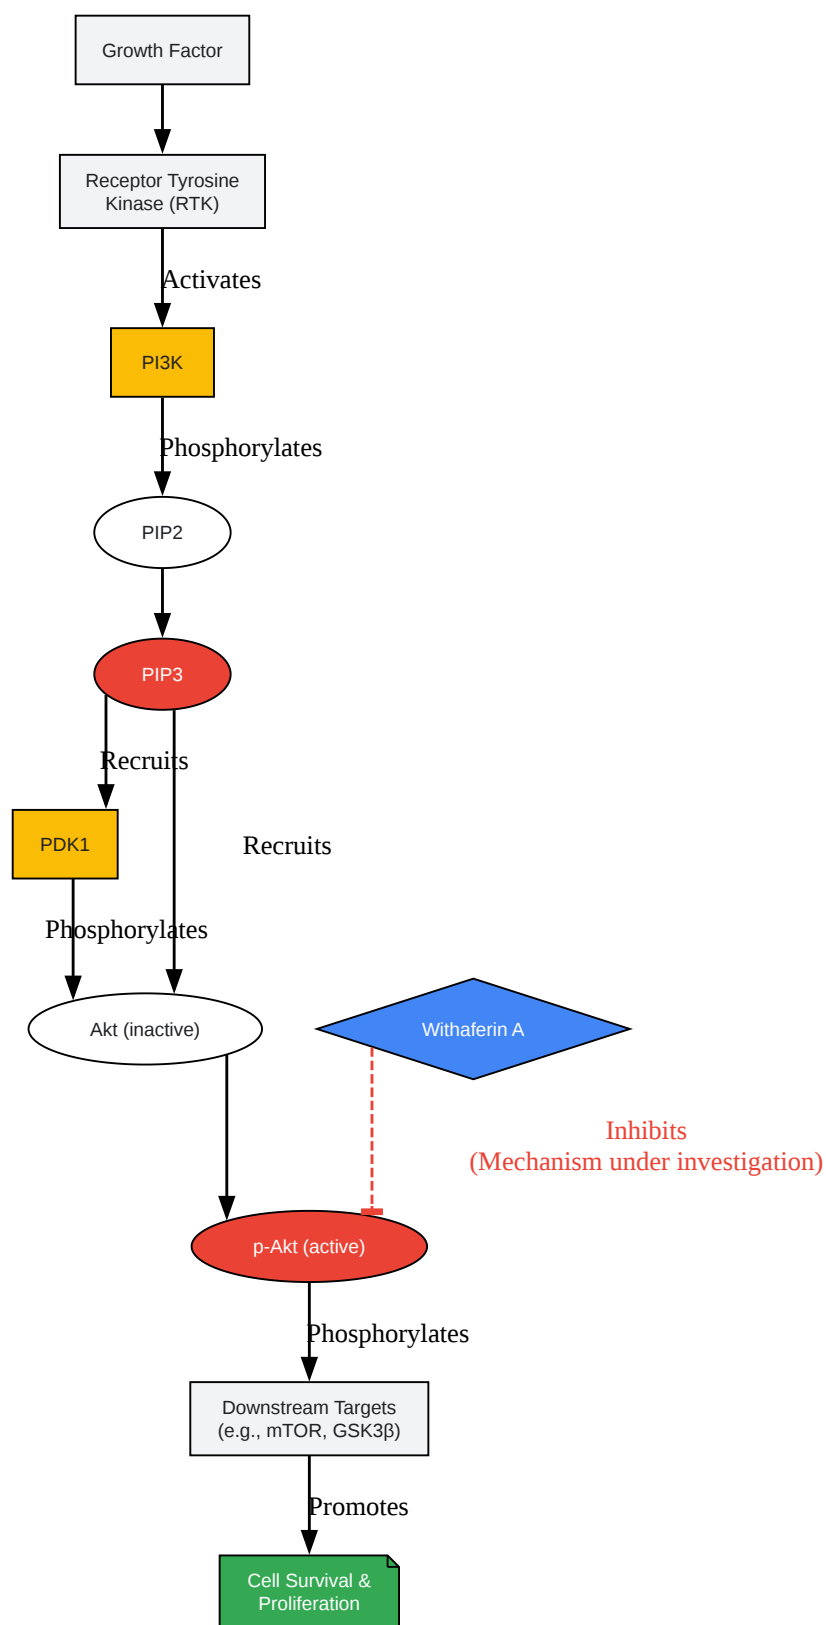 Growth Factor
Receptor Tyrosine
Kinase (RTK)
Activates
PI3K
Phosphorylates
PIP2
PIP3
Recruits
PDK1
Recruits
Phosphorylates
Akt (inactive)
Withaferin A
Inhibits
(Mechanism under investigation)
p-Akt (active)
Phosphorylates
Downstream Targets
(e.g., mTOR, GSK3β)
Promotes
Cell Survival &
Proliferation